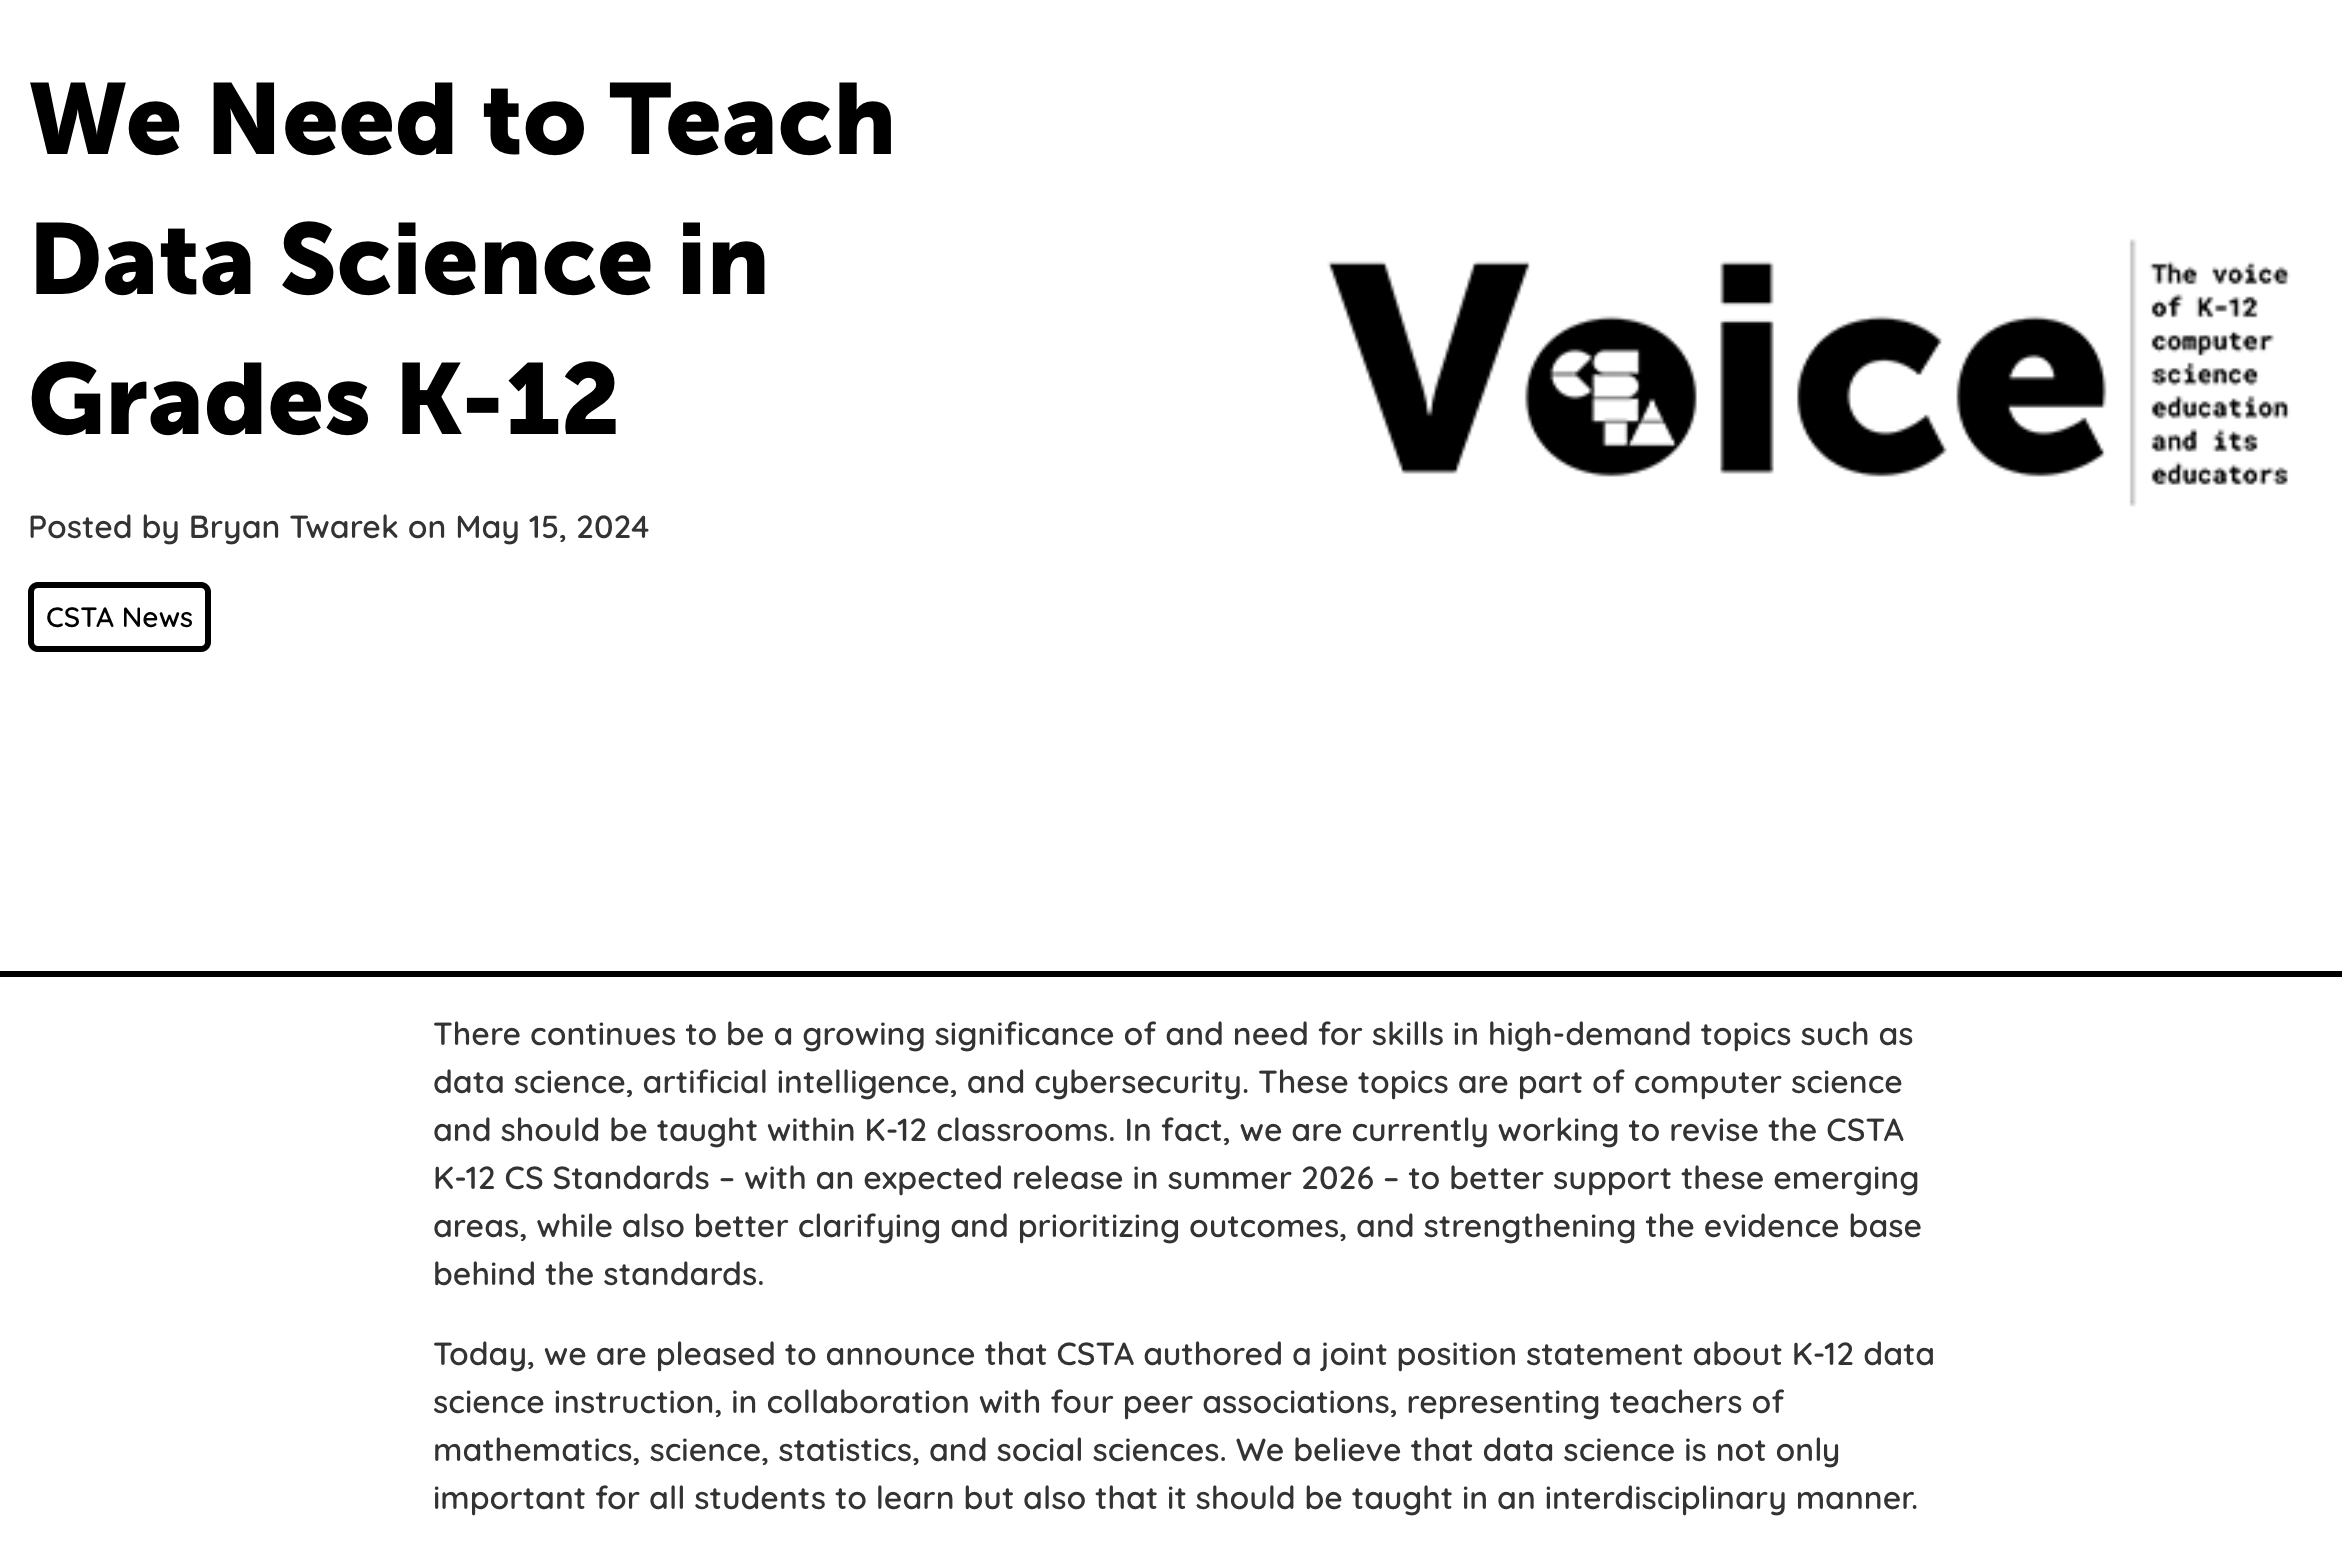 We Need to Teach
Data Science in
Grades K-12
Posted by Bryan Twarek on May 15, 2024
CSTA News
Voice
CSTA
The voice
of K-12
computer
science
education
and its
educators
There continues to be a growing significance of and need for skills in high-demand topics such as
data science, artificial intelligence, and cybersecurity. These topics are part of computer science
and should be taught within K-12 classrooms. In fact, we are currently working to revise the CSTA
K-12 CS Standards – with an expected release in summer 2026 – to better support these emerging
areas, while also better clarifying and prioritizing outcomes, and strengthening the evidence base
behind the standards.
Today, we are pleased to announce that CSTA authored a joint position statement about K-12 data
science instruction, in collaboration with four peer associations, representing teachers of
mathematics, science, statistics, and social sciences. We believe that data science is not only
important for all students to learn but also that it should be taught in an interdisciplinary manner.